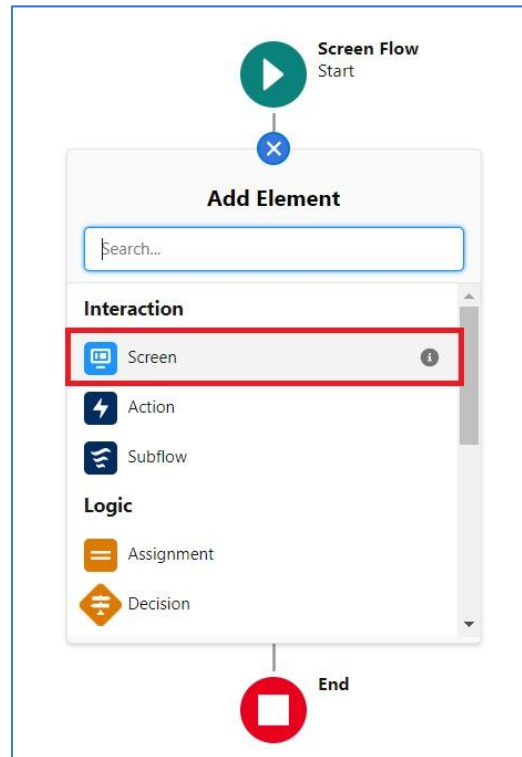 Screen Flow
Start
Add Element
Search...
Interaction
Screen
Action
Subflow
Logic
Assignment
Decision
End